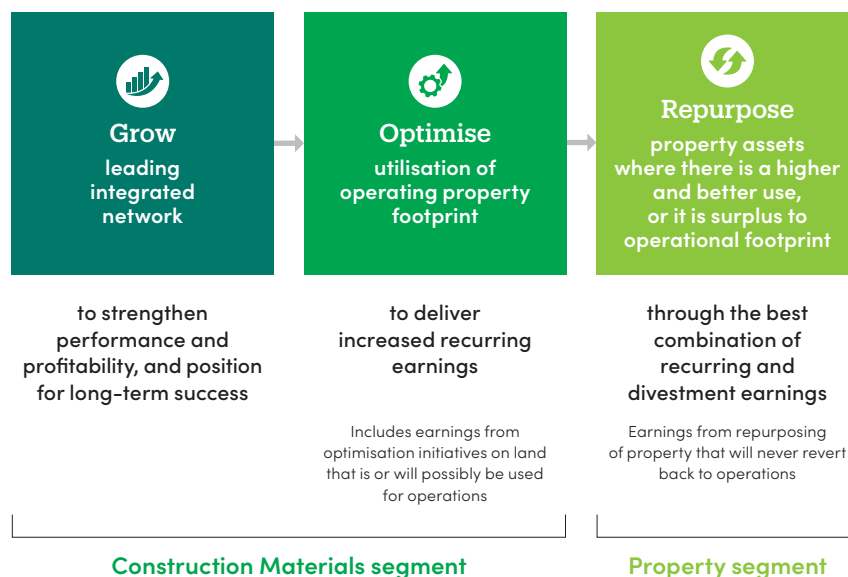 Grow
leading
integrated
network
Optimise
utilisation of
operating property
footprint
Repurpose
property assets
where there is a higher
and better use,
or it is surplus to
operational footprint
to strengthen
performance and
profitability, and position
for long-term success
to deliver
increased recurring
earnings
Includes earnings from
optimisation initiatives on land
that is or will possibly be used
for operations
through the best
combination of
recurring and
divestment earnings
Earnings from repurposing
of property that will never revert
back to operations
Construction Materials segment
Property segment